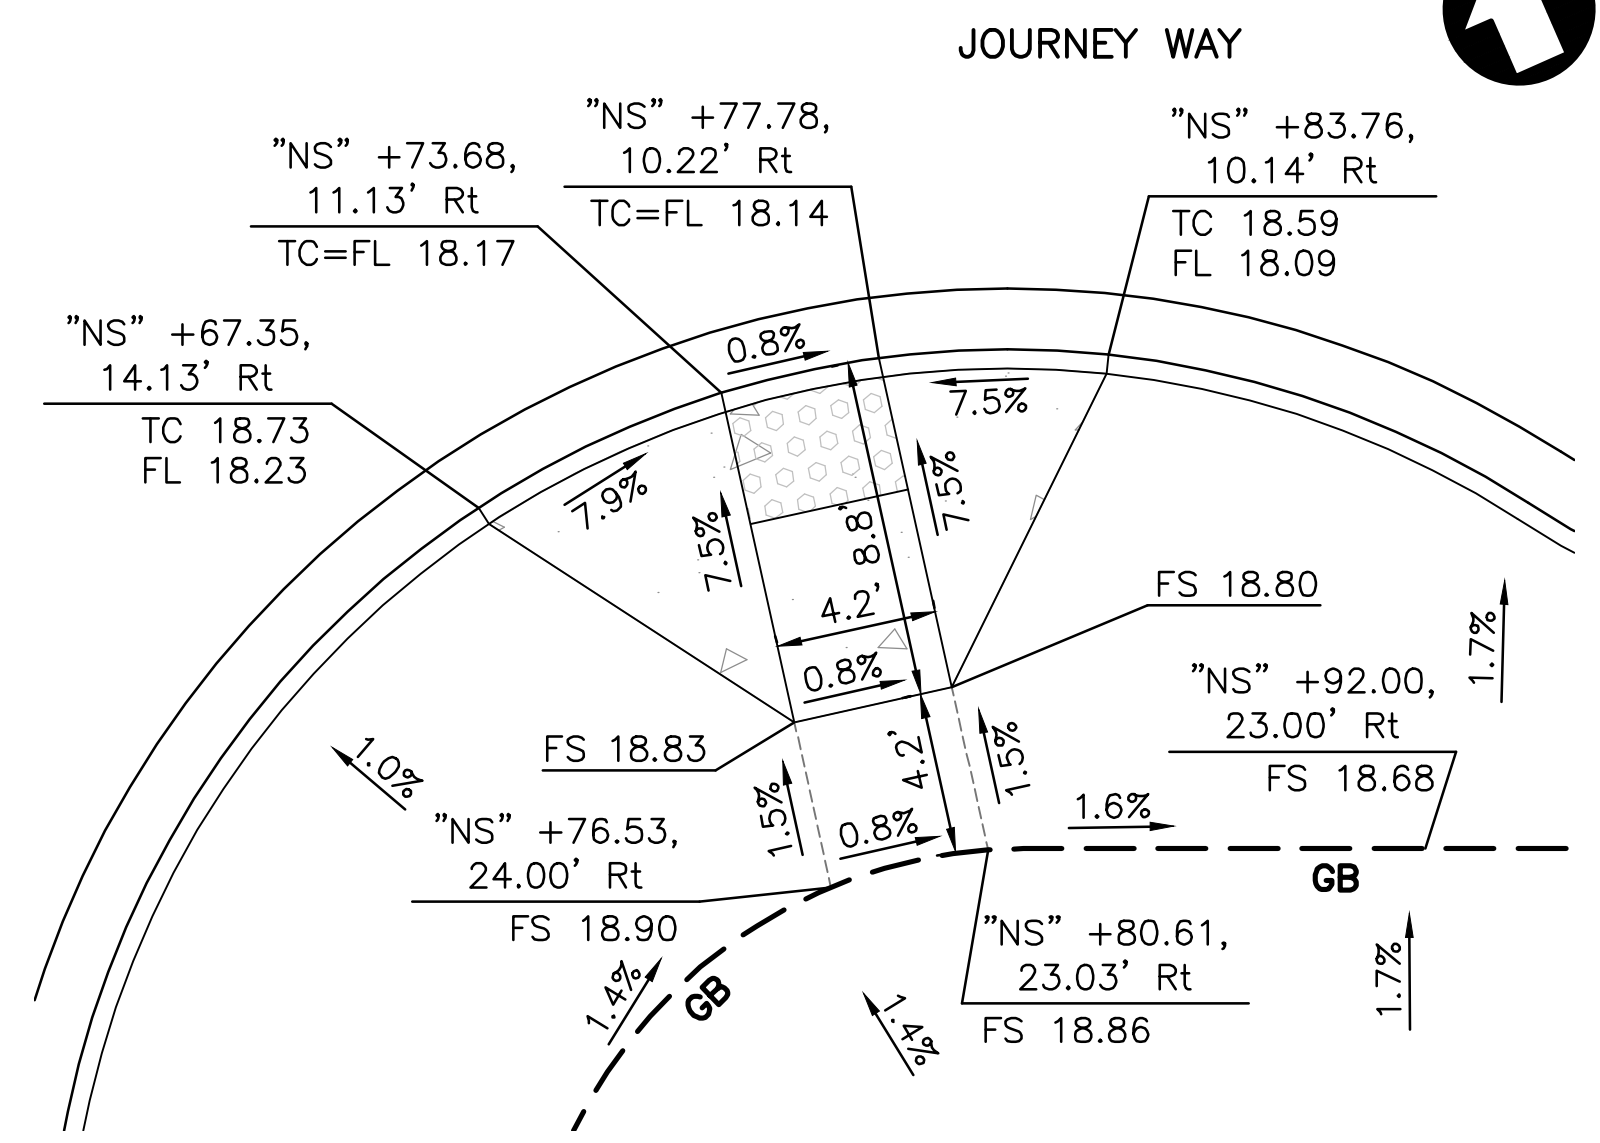 JOURNEY WAY
”NS” +77.78,
10.22’ Rt
TC=FL 18.14
”NS” +83.76,
10.14’ Rt
TC 18.59
FL 18.09
”NS” +73.68,
11.13’ Rt
TC=FL 18.17
”NS” +67.35,
14.13’ Rt
TC 18.73
FL 18.23
0.8%
7.5%
7.9%
7.5%
7.5%
8.8’
4.2’
0.8%
FS 18.80
1.7%
”NS” +92.00,
23.00’ Rt
FS 18.68
FS 18.83
1.0%
4.2’
1.5%
1.5%
0.8%
1.6%
”NS” +76.53,
24.00’ Rt
FS 18.90
GB
”NS” +80.61,
23.03’ Rt
FS 18.86
1.4%
GB
1.4%
1.7%